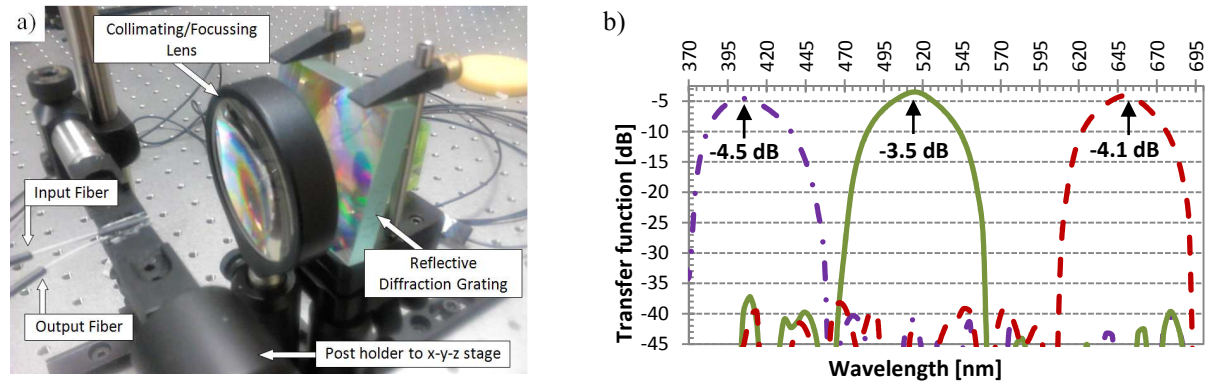 a)
Collimating/Focussing
Lens
Input Fiber
Output Fiber
Reflective
Diffraction Grating
Post holder to x-y-z stage
b)
370 395 420 445 470 495 520 545 570 595 620 645 670 695
Transfer function [dB]
-5
-10
-15
-20
-25
-30
-35
-40
-45
-4.5 dB
-3.5 dB
-4.1 dB
Wavelength [nm]